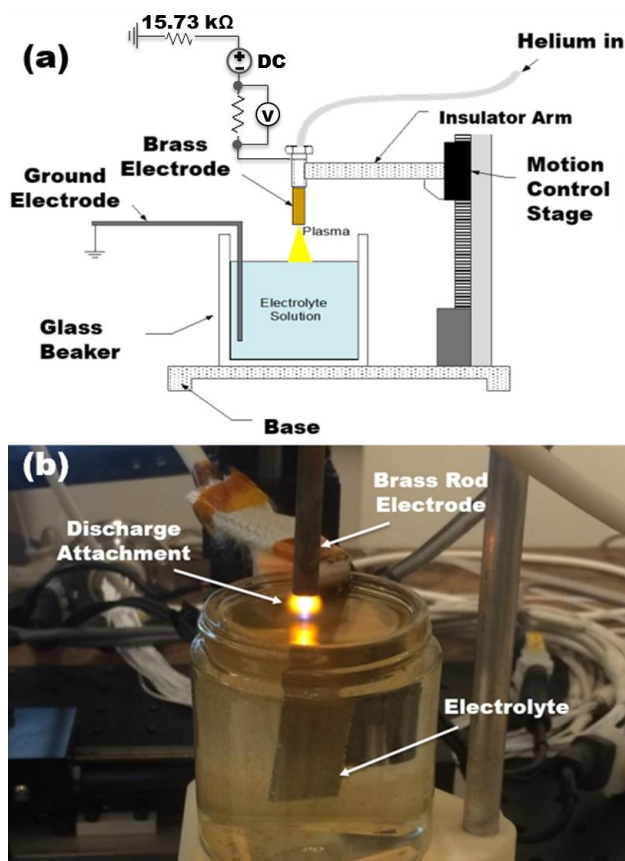 15.73 kΩ
(a)
DC
V
Helium in
Insulator Arm
Brass
Electrode
Motion
Control
Stage
Ground
Electrode
Plasma
Electrolyte
Solution
Glass
Beaker
Base
(b)
Brass Rod
Electrode
Discharge
Attachment
Electrolyte